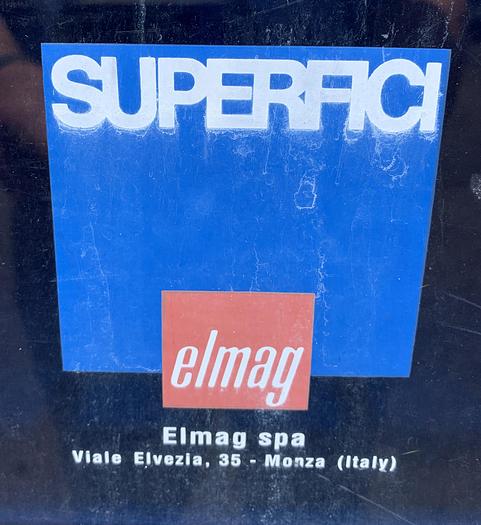 SUPERFICI
elmag
Elmag spa
Viale Elvezia, 35 - Monza (Italy)